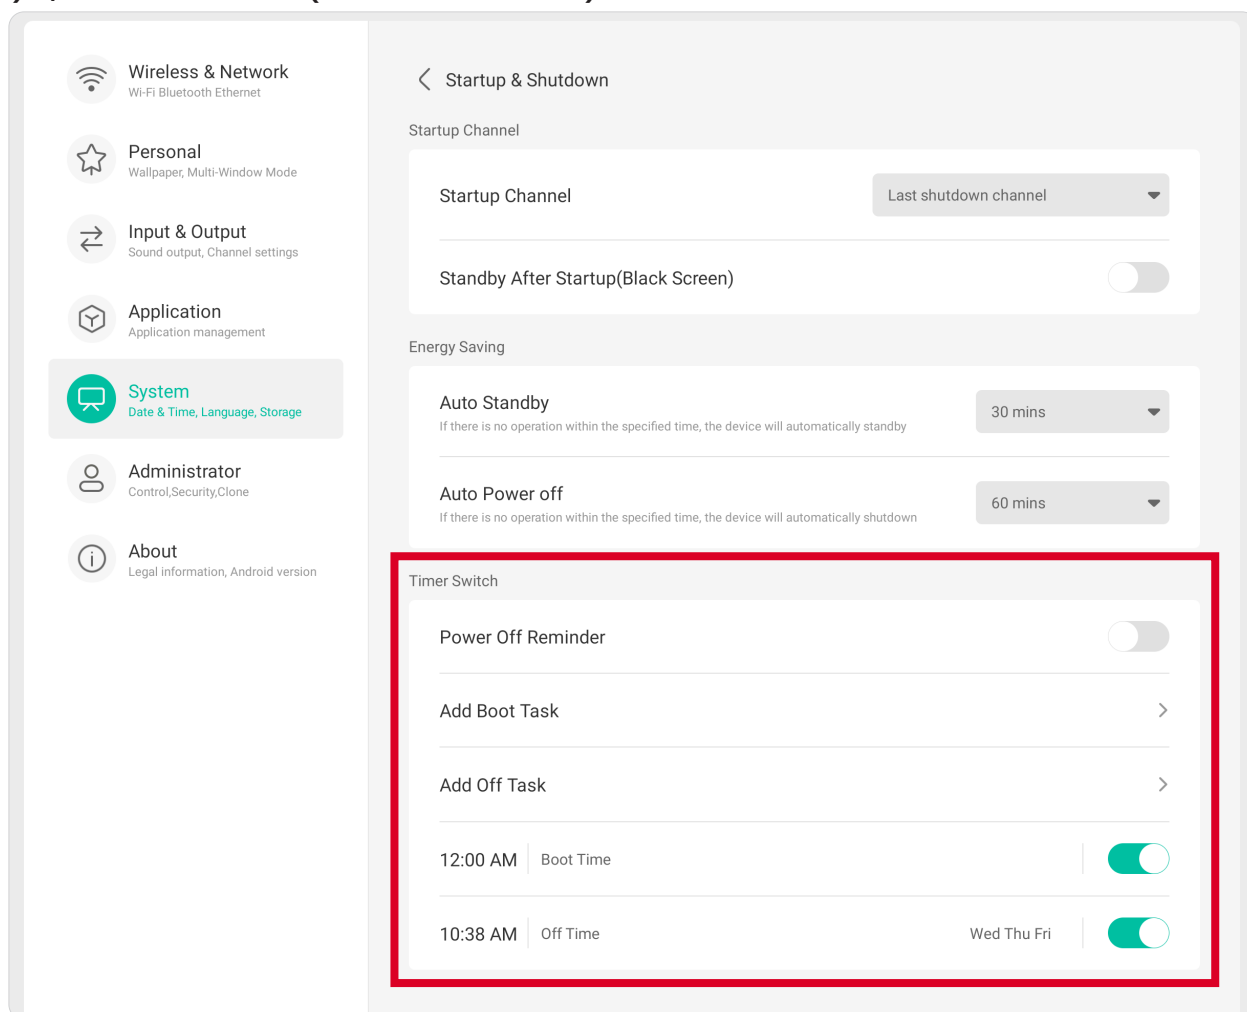 Wireless & Network
Wi-Fi Bluetooth Ethernet
Personal
Wallpaper, Multi-Window Mode
Input & Output
Sound output, Channel settings
Application
Application management
System
Date & Time, Language, Storage
Administrator
Control,Security,Clone
About
Legal information, Android version
Startup & Shutdown
Startup Channel
Startup Channel
Last shutdown channel
Standby After Startup(Black Screen)
Energy Saving
Auto Standby
If there is no operation within the specified time, the device will automatically standby
30 mins
Auto Power off
If there is no operation within the specified time, the device will automatically shutdown
60 mins
Timer Switch
Power Off Reminder
Add Boot Task
Add Off Task
12:00 AM Boot Time
10:38 AM Off Time Wed Thu Fri